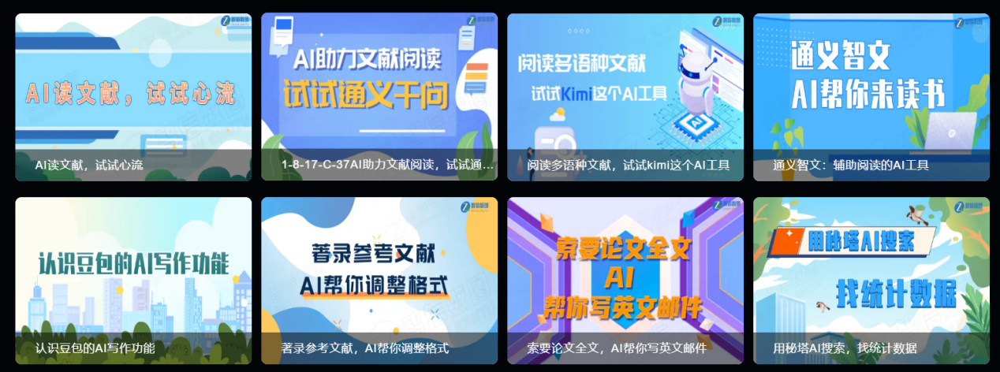 AI读文献，试试心流
AI读文献，试试心流
AI助力文献阅读
试试通义千问
1-8-17-C-37AI助力文献阅读，试试通...
阅读多语种文献
试试Kimi这个AI工具
AI
阅读多语种文献，试试kimi这个AI工具
通义智文
AI帮你来读书
通义智文：辅助阅读的AI工具
认识豆包的AI写作功能
认识豆包的AI写作功能
著录参考文献
AI帮你调整格式
著录参考文献，AI帮你调整格式
索要论文全文
AI
帮你写英文邮件
索要论文全文，AI帮你写英文邮件
用秘塔AI搜索
找统计数据
用秘塔AI搜索，找统计数据